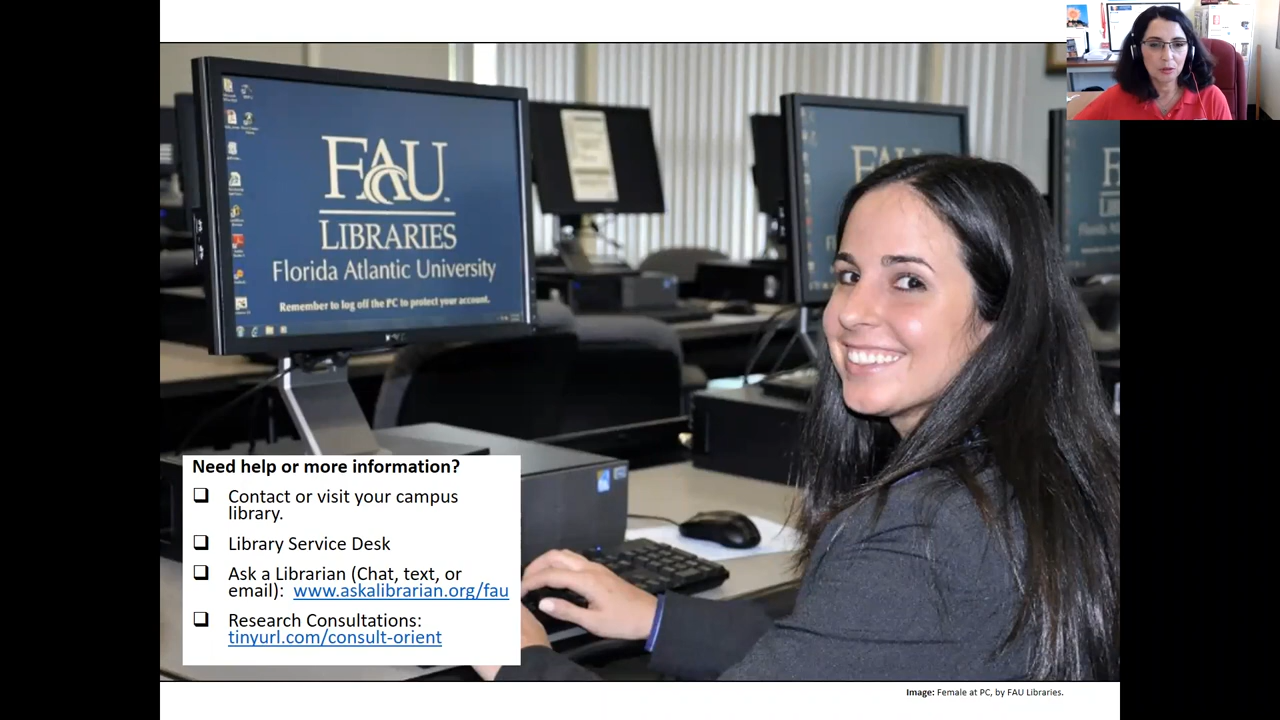 FAU
LIBRARIES
Florida Atlantic University
Remember to log off the PC to protect your account.
FAU
Need help or more information?
Contact or visit your campus
library.
Library Service Desk
Ask a Librarian (Chat, text, or
email): www.askalibrarian.org/fau
Research Consultations:
tinyurl.com/consult-orient
Image: Female at PC, by FAU Libraries.